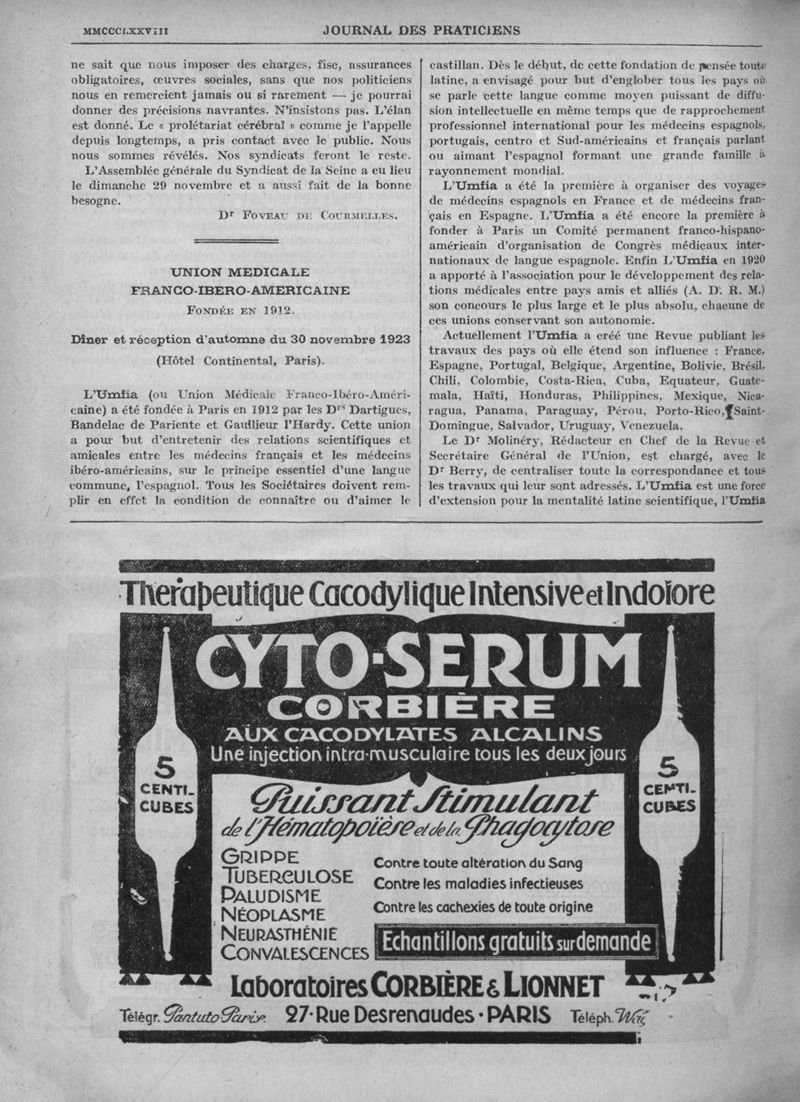 MMCCCLXXVIII
JOURNAL DES PRATICIENS
ne sait que nous imposer des charges, fisc, assurances
obligatoires, œuvres sociales, sans que nos politiciens
nous en remercient jamais ou si rarement — je pourrai
donner des précisions navrantes. N'insistons pas. L'élan
est donné. Le « prolétariat cérébral » comme je l'appelle
depuis longtemps, a pris contact avec le public. Nous
nous sommes révélés. Nos syndicats feront le reste.
L'Assemblée générale du Syndicat de la Seine a eu lieu
le dimanche 29 novembre et a aussi fait de la bonne
besogne.
Dr FOVEAU DE COURMELLES.
UNION MEDICALE
FRANCO-IBERO-AMERICAINE
FONDÉE EN 1912.
Dîner et réception d'automne du 30 novembre 1923
(Hôtel Continental, Paris).
L'Umfia (ou Union Médicale Franco-Ibéro-Améri-
caine) a été fondée à Paris en 1912 par les Drs Dartigues,
Bandelac de Pariente et Gaullieur l'Hardy. Cette union
a pour but d'entretenir des relations scientifiques et
amicales entre les médecins français et les médecins
ibéro-américains, sur le principe essentiel d'une langue
commune, l'espagnol. Tous les Sociétaires doivent rem-
plir en effet la condition de connaître ou d'aimer le
castillan. Dès le début, de cette fondation de pensée toute
latine, a envisagé pour but d'englober tous les pays où
se parle cette langue comme moyen puissant de diffu-
sion intellectuelle en même temps que de rapprochement
professionnel international pour les médecins espagnols,
portugais, centro et Sud-américains et français parlant
ou aimant l'espagnol formant une grande famille à
rayonnement mondial.
L'Umfia a été la première à organiser des voyages
de médecins espagnols en France et de médecins fran-
çais en Espagne. L'Umfia a été encore la première à
fonder à Paris un Comité permanent franco-hispano-
américain d'organisation de Congrès médicaux inter-
nationaux de langue espagnole. Enfin L'Umfia en 1920
a apporté à l'association pour le développement des rela-
tions médicales entre pays amis et alliés (A. D. R. M.)
son concours le plus large et le plus absolu, chacune de
ces unions conservant son autonomie.
Actuellement l'Umfia a créé une Revue publiant les
travaux des pays où elle étend son influence : France,
Espagne, Portugal, Belgique, Argentine, Bolivie, Brésil,
Chili, Colombie, Costa-Rica, Cuba, Equateur, Guate-
mala, Haïti, Honduras, Philippines, Mexique, Nica-
ragua, Panama, Paraguay, Pérou, Porto-Rico, Saint-
Domingue, Salvador, Uruguay, Venezuela.
Le Dr Molinéry, Rédacteur en Chef de la Revue et
Secrétaire Général de l'Union, est chargé, avec le
Dr Berry, de centraliser toute la correspondance et tous
les travaux qui leur sont adressés. L'Umfia est une force
d'extension pour la mentalité latine scientifique, l'Umfia
Thérapeutique Cacodylique Intensive et Indolore
CYTO-SERUM
CORBIÈRE
AUX CACODYLATES ALCALINS
Une injection intra-musculaire tous les deux jours
5
CENTI-
CUBES
5
CENTI-
CUBES
Puissant Stimulant
de l'Hématopoïèse et de la Phagocytose
GRIPPE
TUBERCULOSE
PALUDISME
NÉOPLASME
NEURASTHÉNIE
CONVALESCENCES
Contre toute altération du Sang
Contre les maladies infectieuses
Contre les cachexies de toute origine
Echantillons gratuits sur demande
Laboratoires CORBIÈRE & LIONNET
Télégr. Pantuto Paris. 27·Rue Desrenaudes·PARIS Téléph.